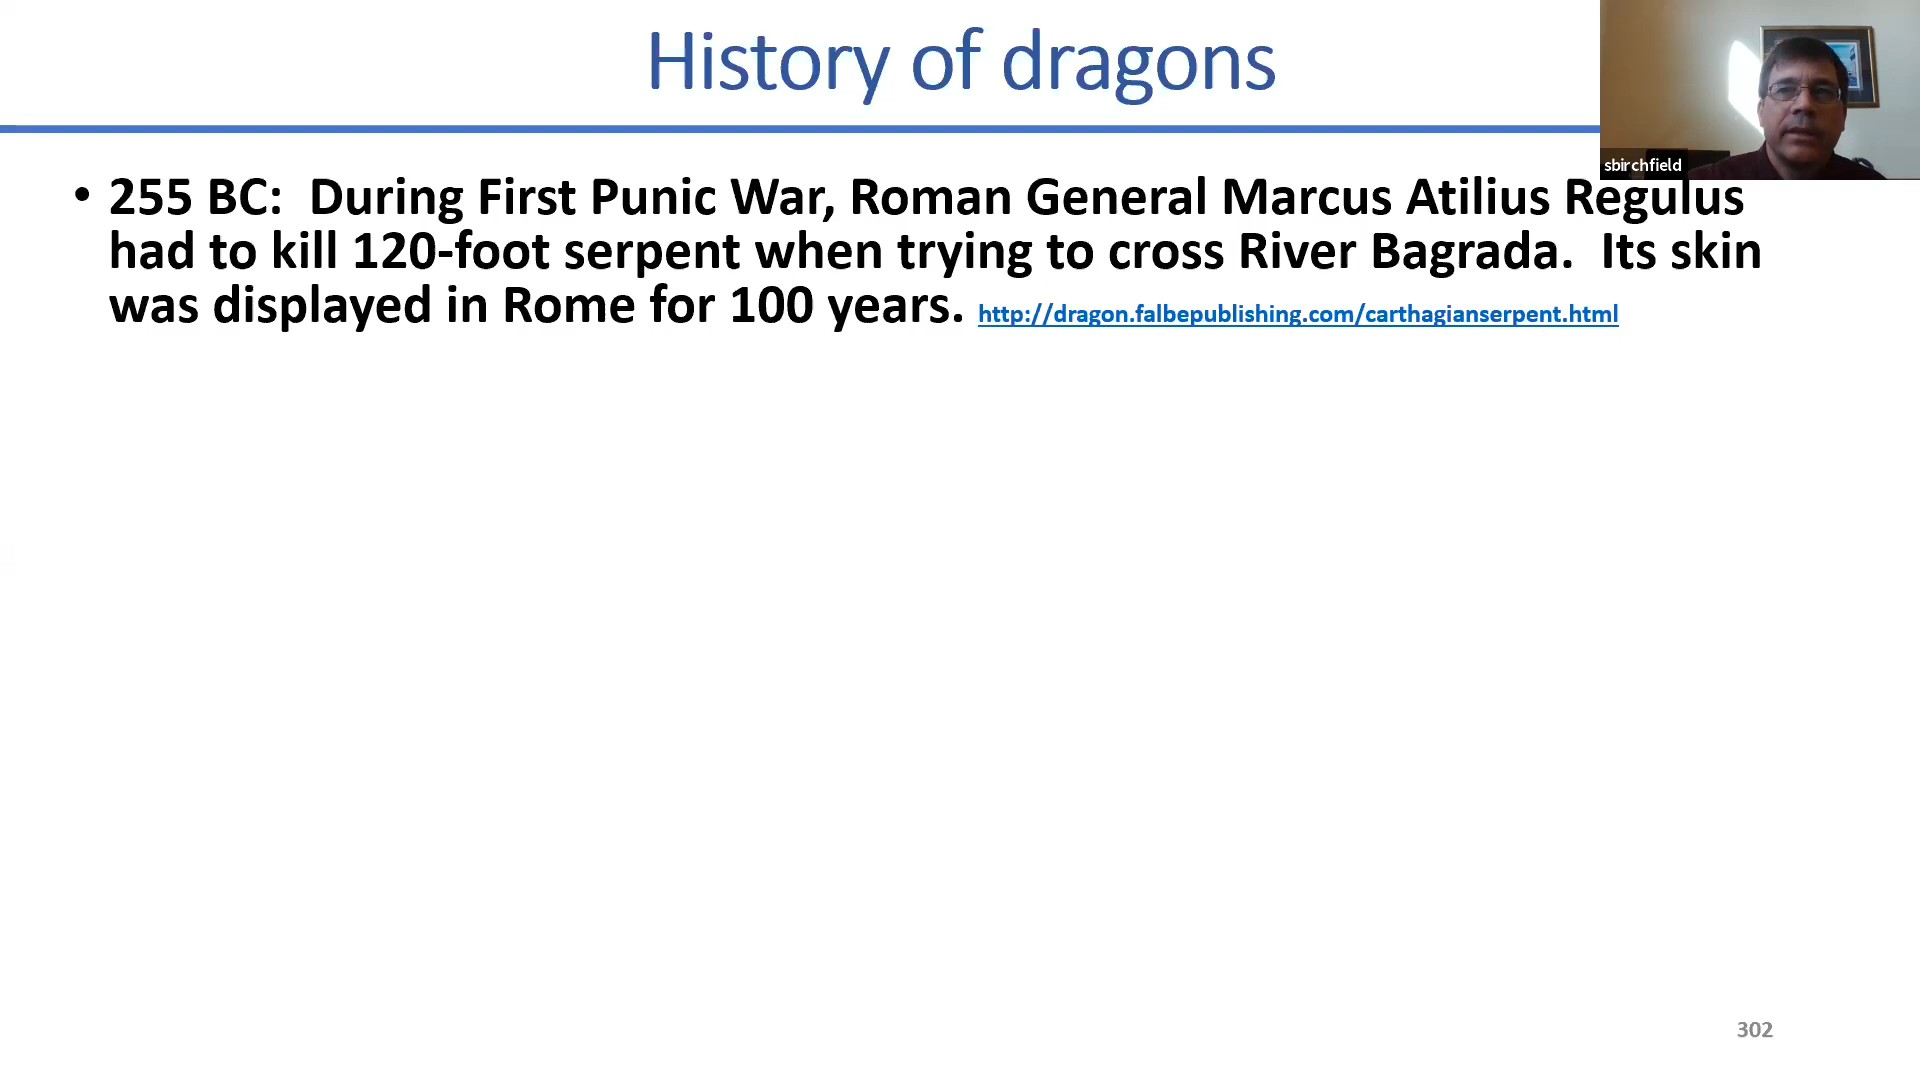 History of dragons
sbirchfield
• 255 BC:  During First Punic War, Roman General Marcus Atilius Regulus
had to kill 120-foot serpent when trying to cross River Bagrada.  Its skin
was displayed in Rome for 100 years. http://dragon.falbepublishing.com/carthagianserpent.html
302